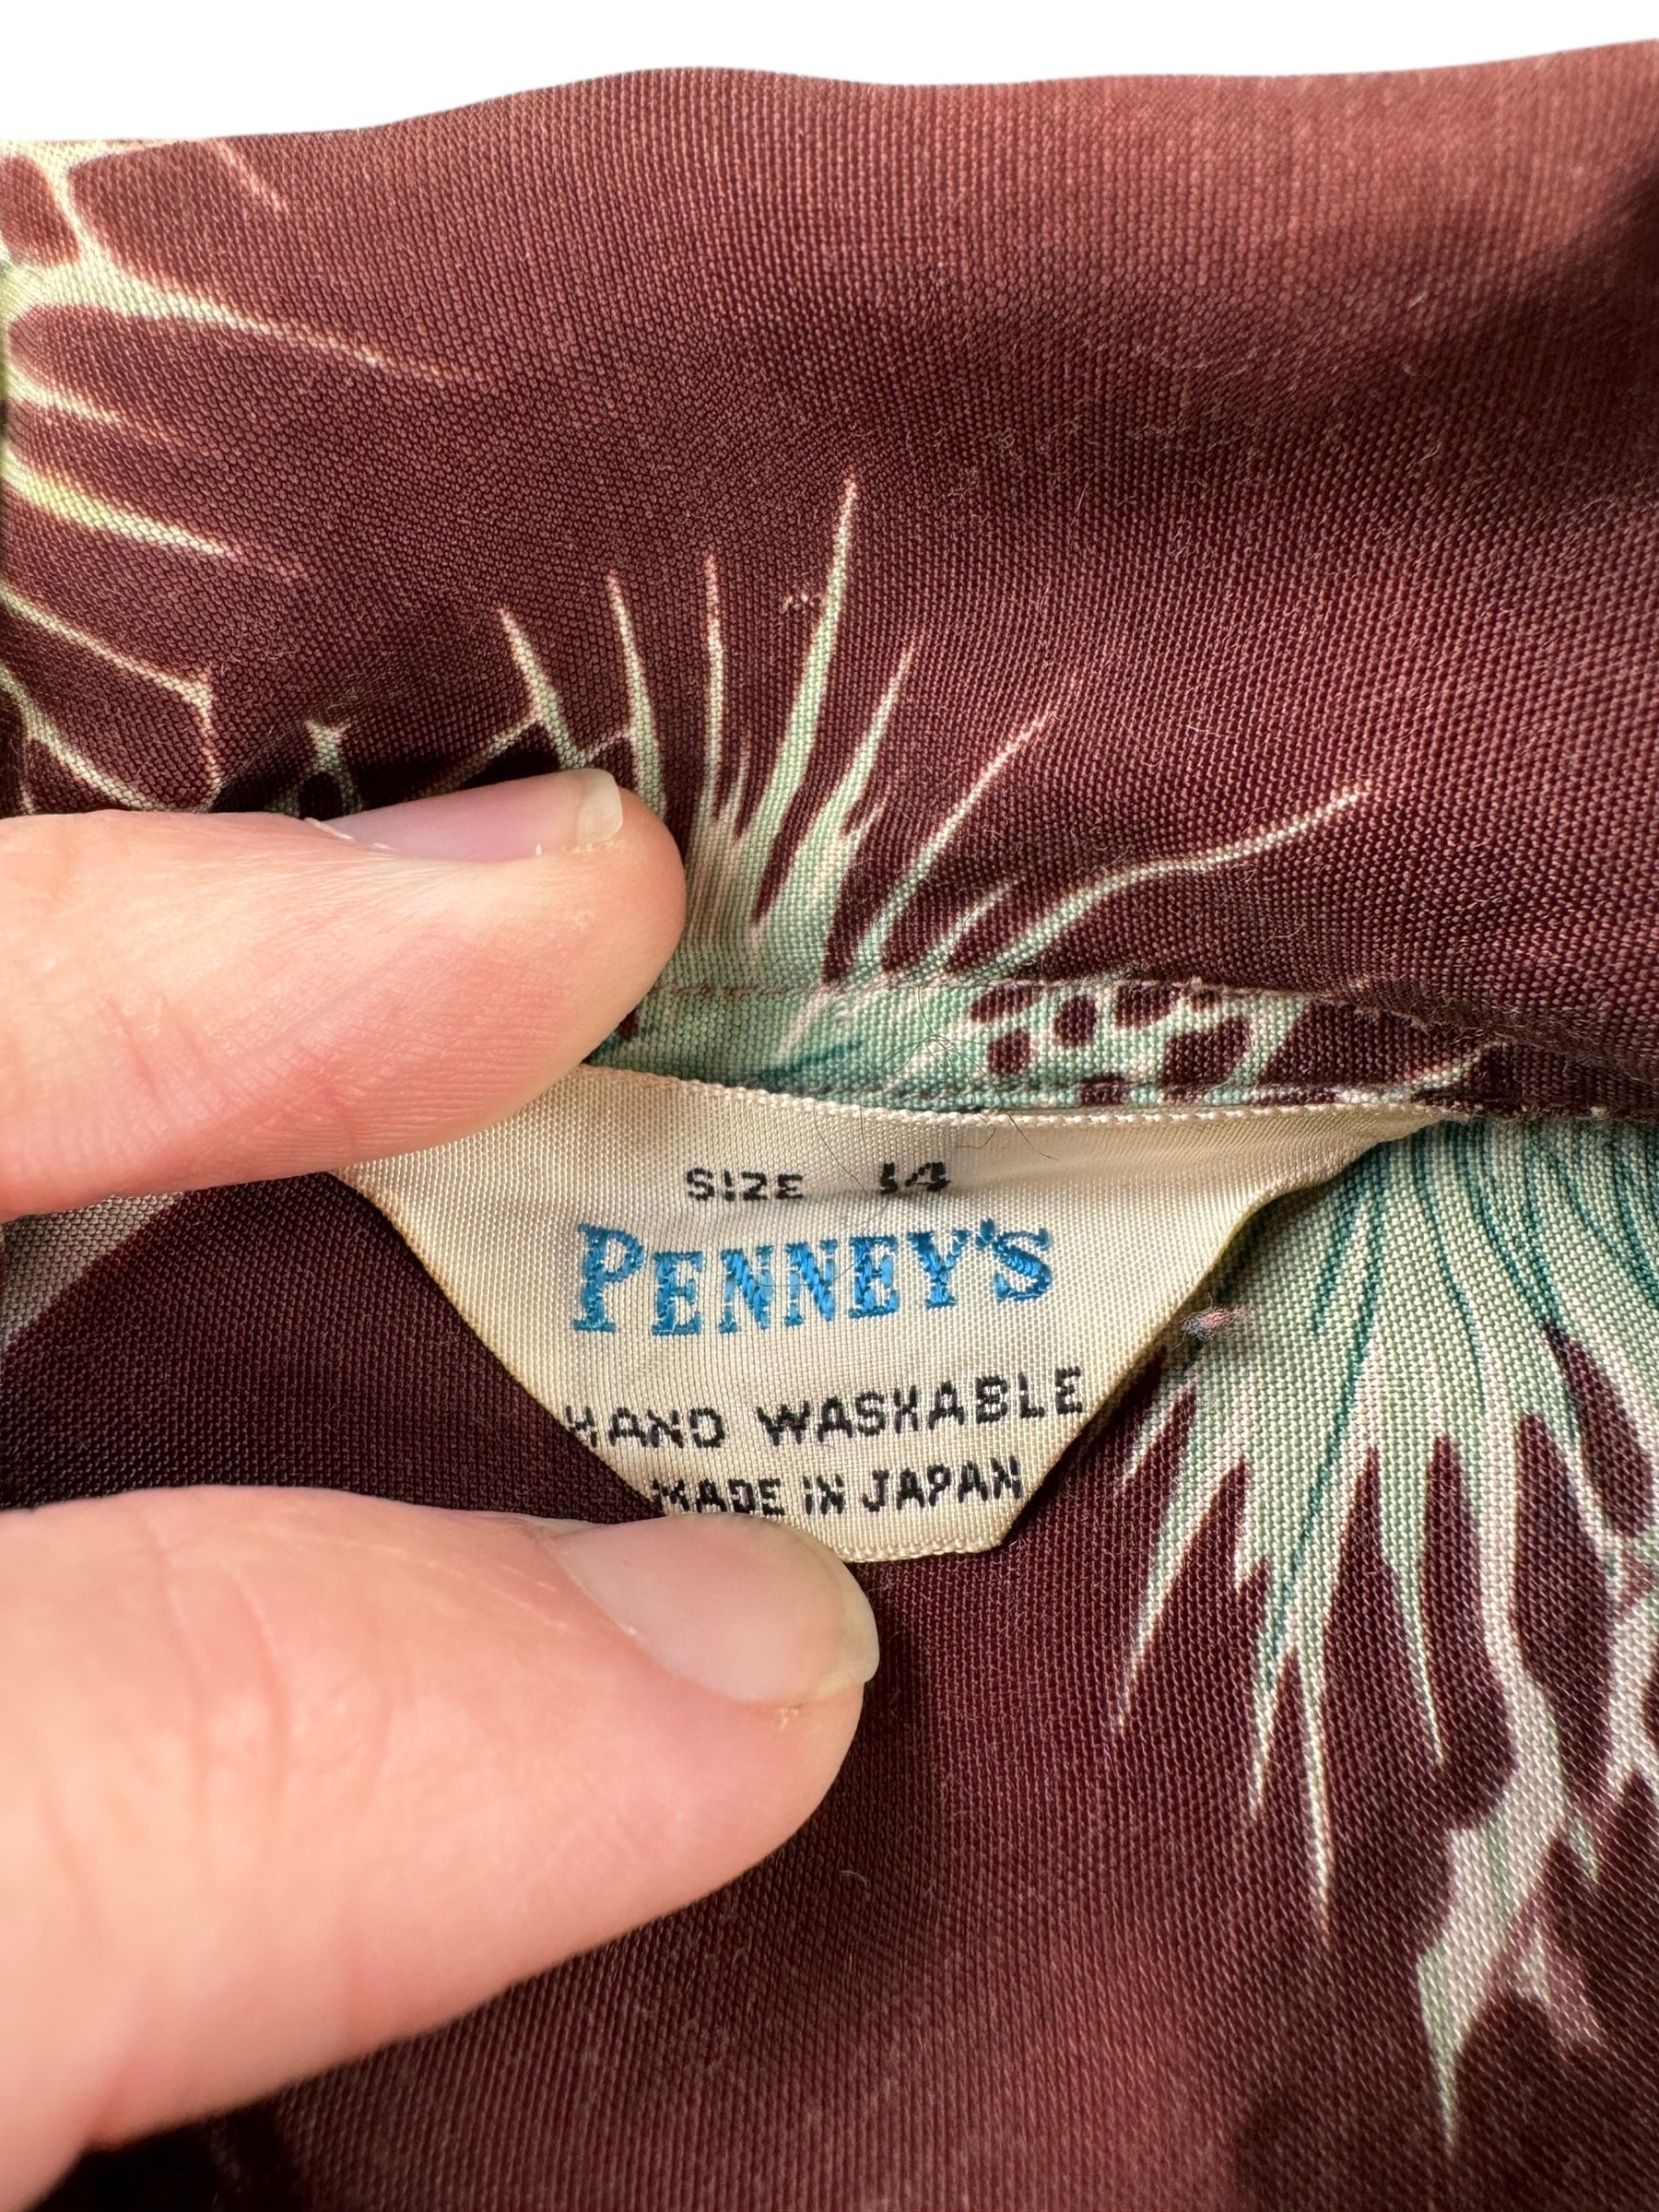 SIZE 14
PENNEY'S
HAND WASHABLE
MADE IN JAPAN